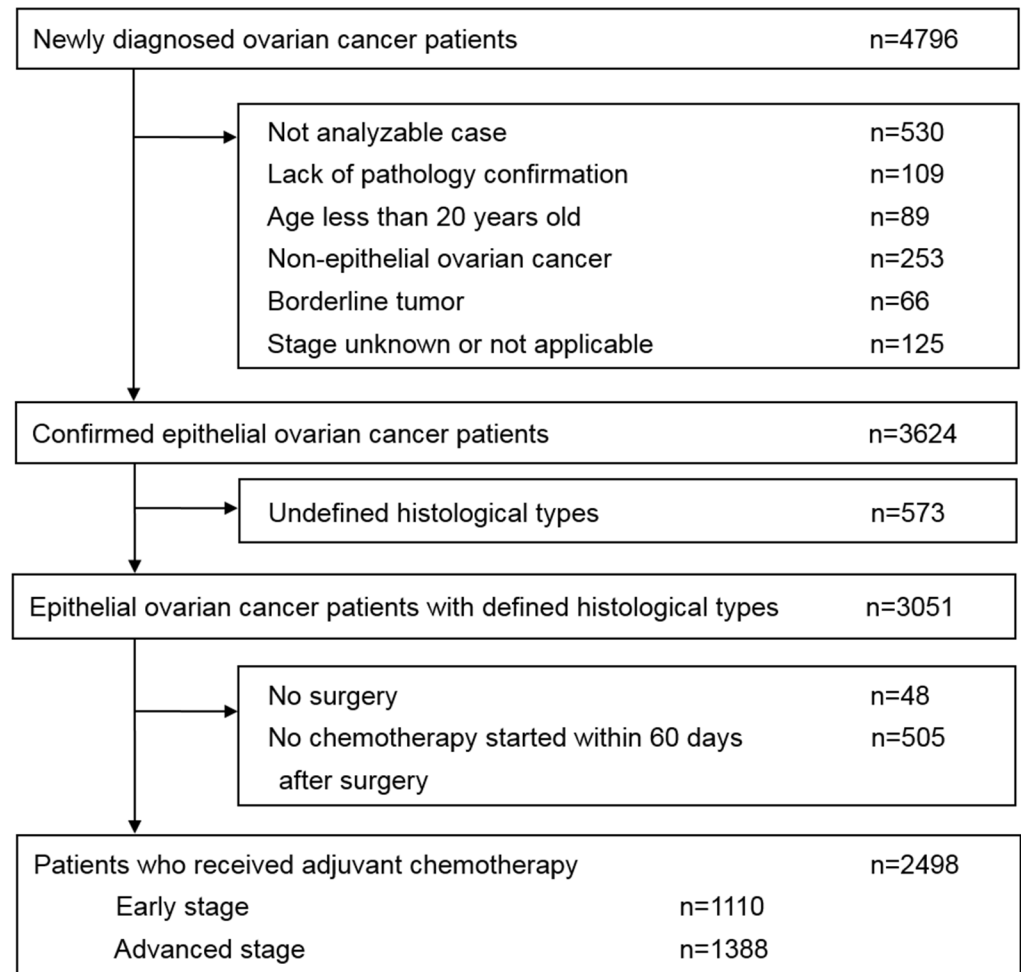 Newly diagnosed ovarian cancer patients n=4796
Not analyzable case n=530
Lack of pathology confirmation n=109
Age less than 20 years old n=89
Non-epithelial ovarian cancer n=253
Borderline tumor n=66
Stage unknown or not applicable n=125
Confirmed epithelial ovarian cancer patients n=3624
Undefined histological types n=573
Epithelial ovarian cancer patients with defined histological types n=3051
No surgery n=48
No chemotherapy started within 60 days n=505
after surgery
Patients who received adjuvant chemotherapy n=2498
Early stage n=1110
Advanced stage n=1388